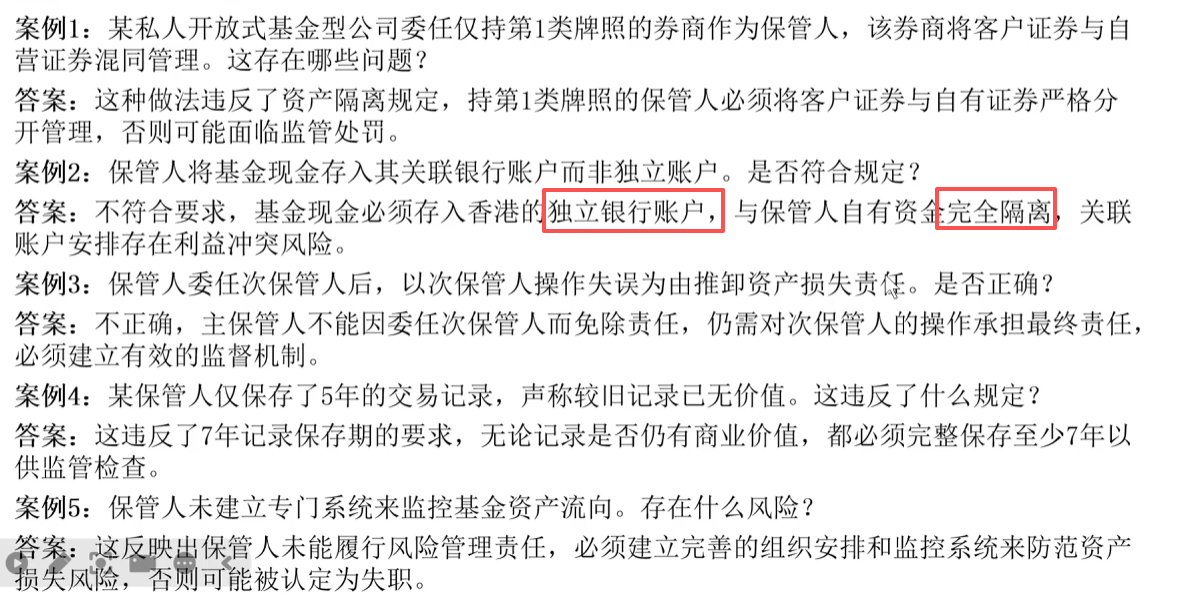 案例1：某私人开放式基金型公司委任仅持第1类牌照的券商作为保管人，该券商将客户证券与自
营证券混同管理。这存在哪些问题？
答案：这种做法违反了资产隔离规定，持第1类牌照的保管人必须将客户证券与自有证券严格分
开管理，否则可能面临监管处罚。
案例2：保管人将基金现金存入其关联银行账户而非独立账户。是否符合规定？
答案：不符合要求，基金现金必须存入香港的独立银行账户，与保管人自有资金完全隔离，关联
账户安排存在利益冲突风险。
案例3：保管人委任次保管人后，以次保管人操作失误为由推卸资产损失责任。是否正确？
答案：不正确，主保管人不能因委任次保管人而免除责任，仍需对次保管人的操作承担最终责任，
必须建立有效的监督机制。
案例4：某保管人仅保存了5年的交易记录，声称较旧记录已无价值。这违反了什么规定？
答案：这违反了7年记录保存期的要求，无论记录是否仍有商业价值，都必须完整保存至少7年以
供监管检查。
案例5：保管人未建立专门系统来监控基金资产流向。存在什么风险？
答案：这反映出保管人未能履行风险管理责任，必须建立完善的组织安排和监控系统来防范资产
损失风险，否则可能被认定为失职。